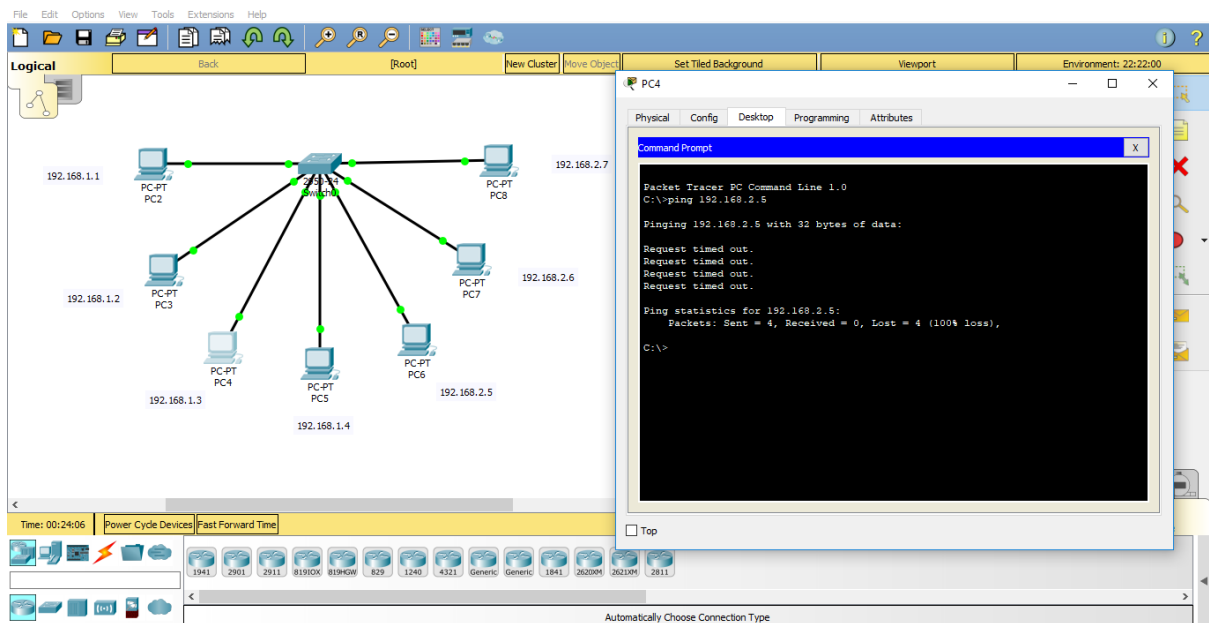 File Edit Options View Tools Extensions Help
Logical
Back
[Root]
New Cluster
Move Object
Set Tiled Background
Viewport
Environment: 22:22:00
192.168.1.1
PC-PT
PC2
2950-24
Switch0
PC-PT
PC8
192.168.2.7
192.168.1.2
PC-PT
PC3
PC-PT
PC7
192.168.2.6
PC-PT
PC4
192.168.1.3
PC-PT
PC5
192.168.1.4
PC-PT
PC6
192.168.2.5
PC4
Physical Config Desktop Programming Attributes
Command Prompt
X
Packet Tracer PC Command Line 1.0
C:\>ping 192.168.2.5
Pinging 192.168.2.5 with 32 bytes of data:
Request timed out.
Request timed out.
Request timed out.
Request timed out.
Ping statistics for 192.168.2.5:
Packets: Sent = 4, Received = 0, Lost = 4 (100% loss),
C:\>
Top
Time: 00:24:06
Power Cycle Devices
Fast Forward Time
1941 2901 2911 819IOX 819HGW 829 1240 4321 Generic Generic 1841 2620XM 2621XM 2811
Automatically Choose Connection Type